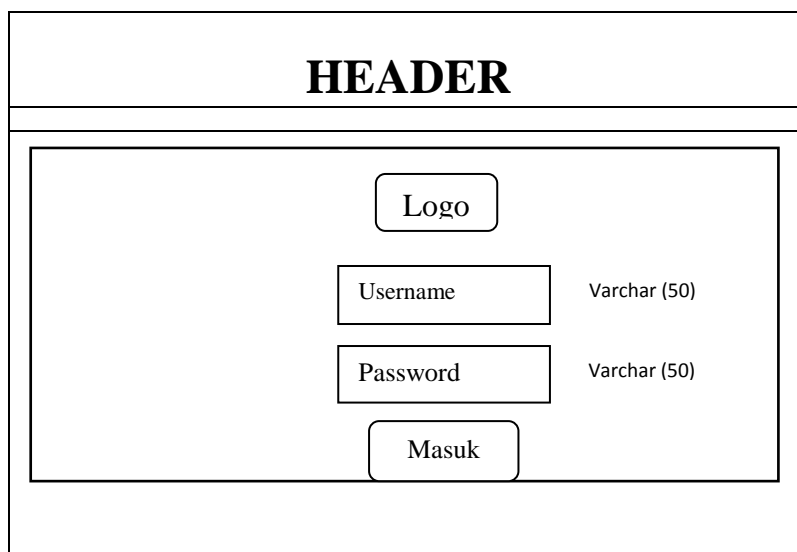 HEADER
Logo
Username Varchar (50)
Password Varchar (50)
Masuk